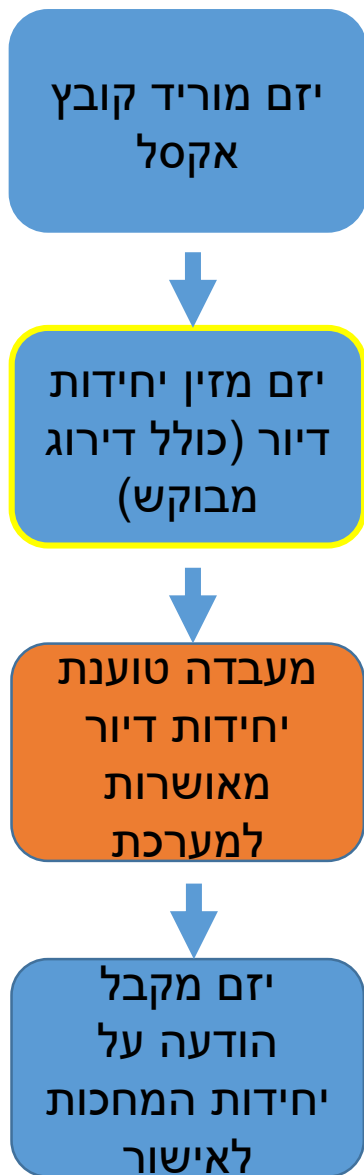 יזם מוריד קובץ
אקסל
יזם מזין יחידות
דיור (כולל דירוג
מבוקש)
מעבדה טוענת
יחידות דיור
מאושרות
למערכת
יזם מקבל
הודעה על
יחידות המחכות
לאישור